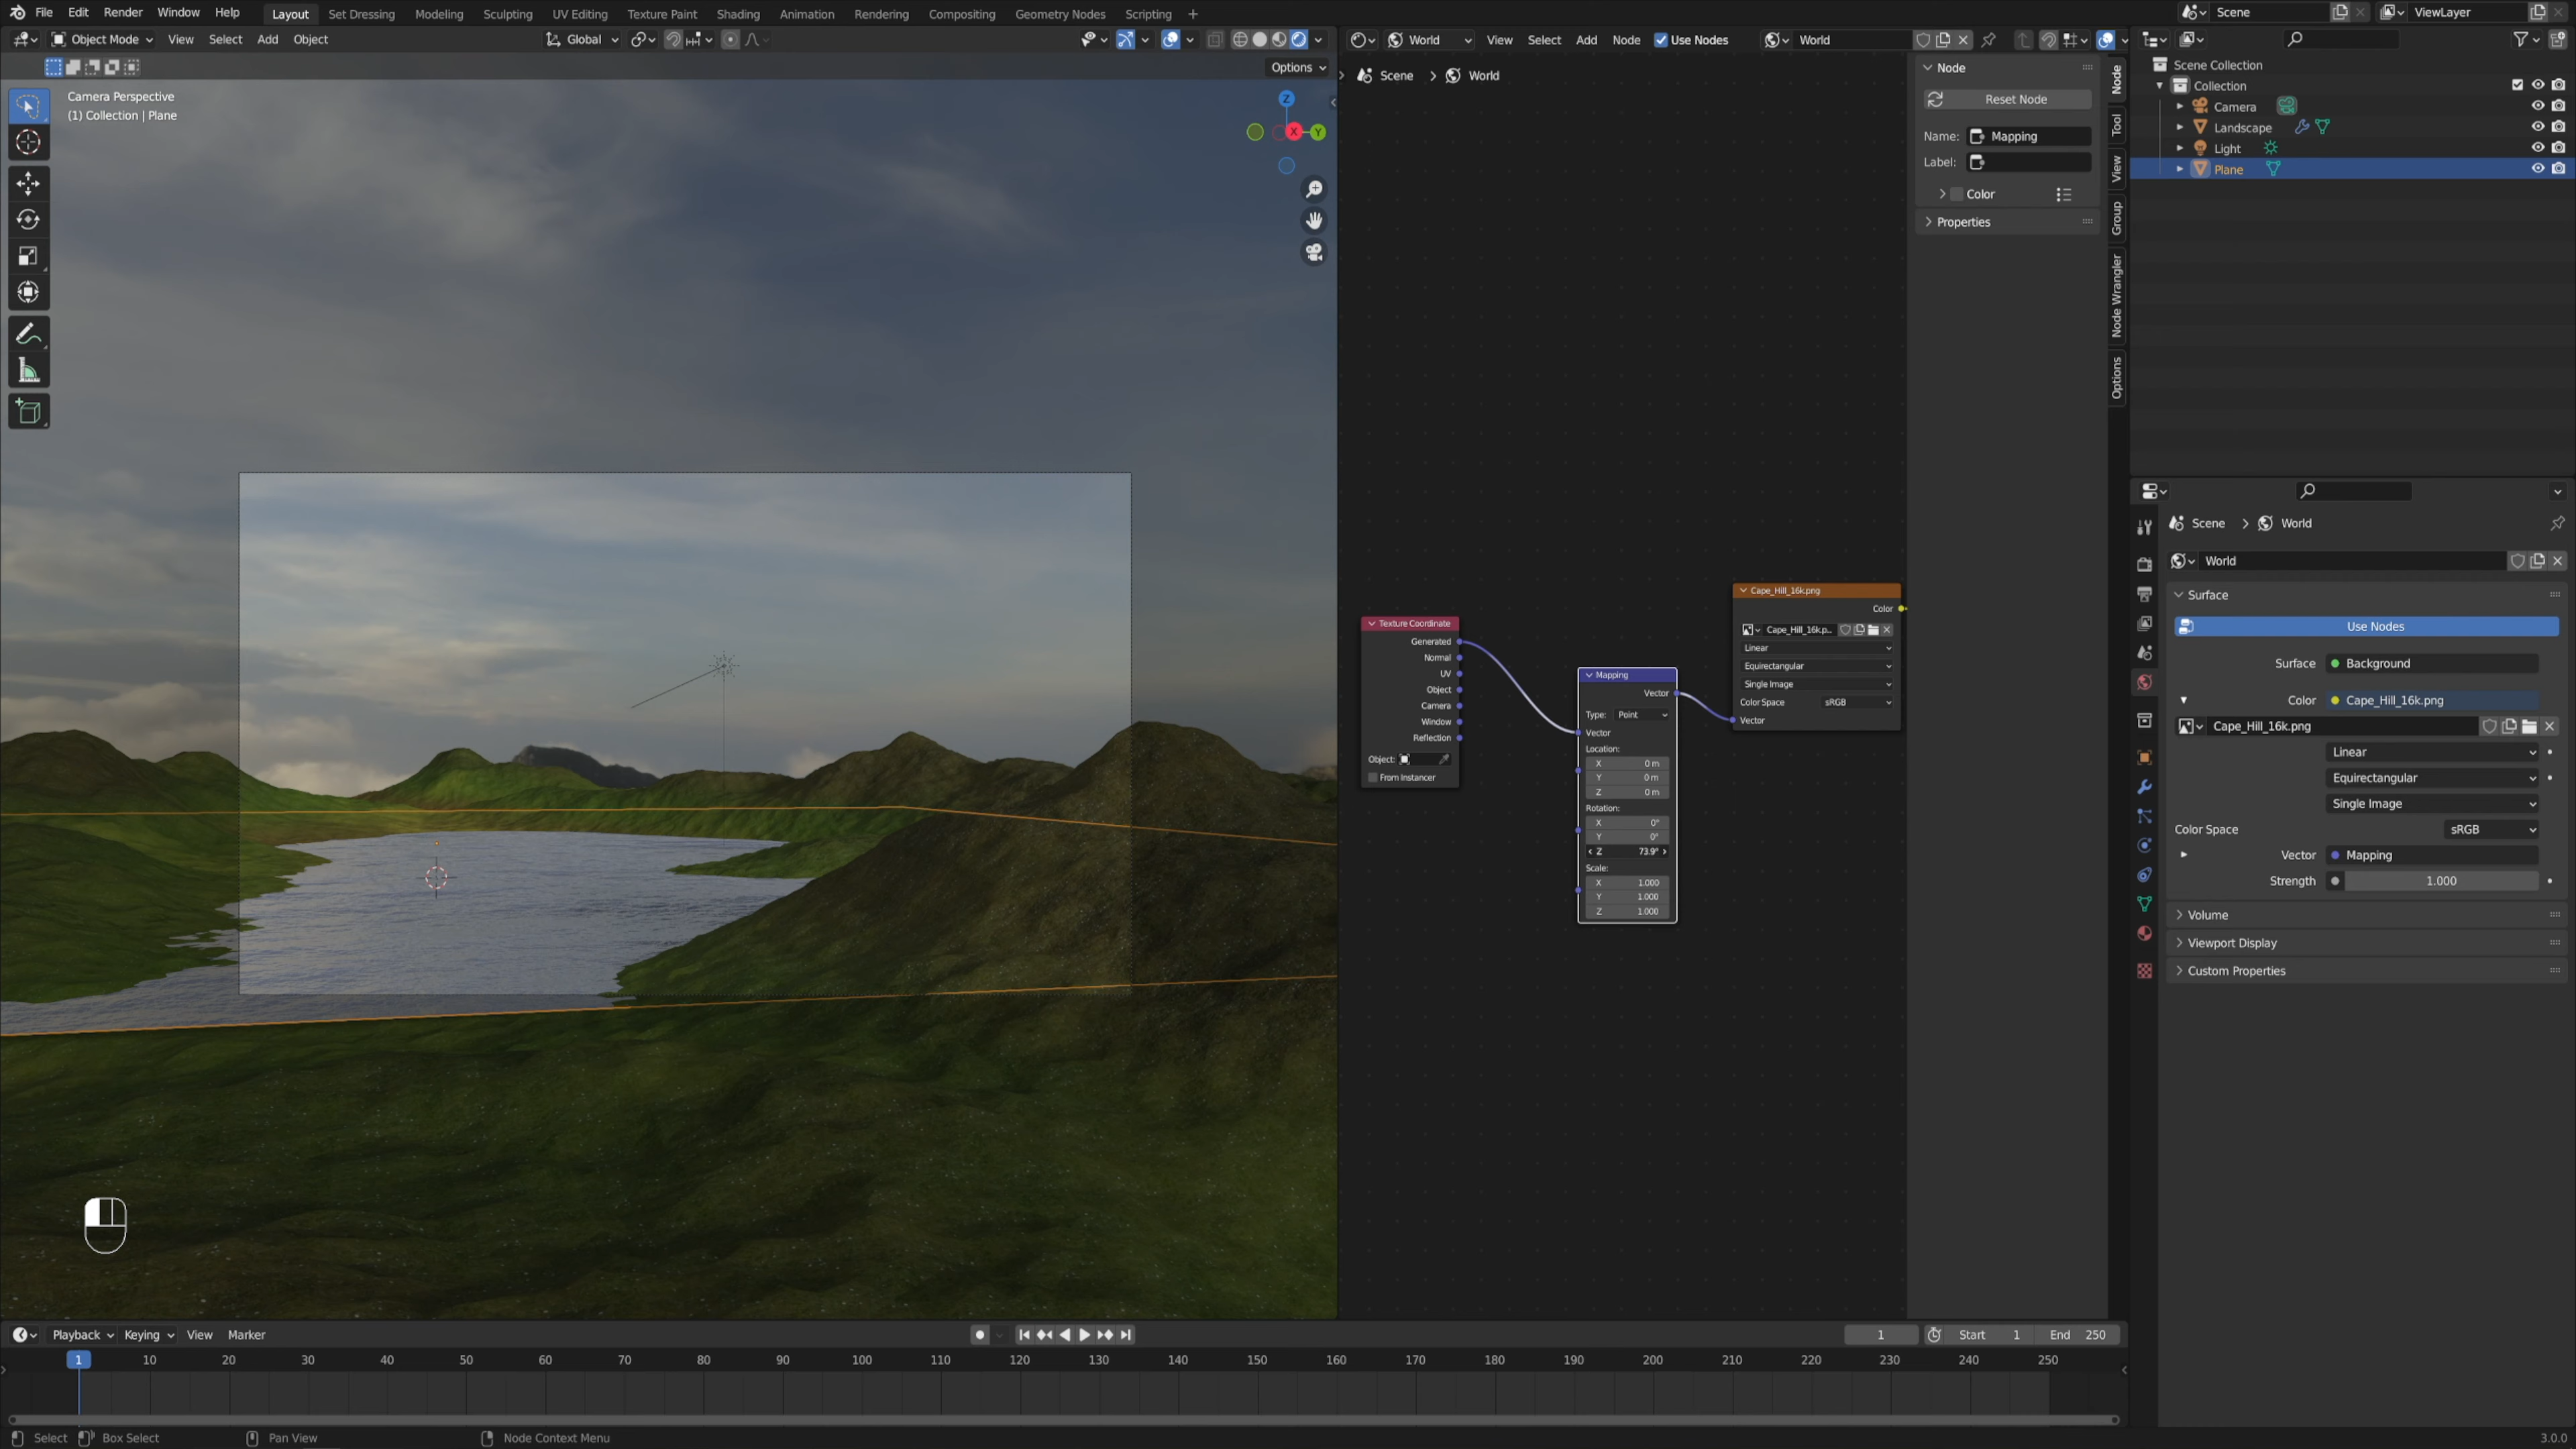 File Edit Render Window Help Layout Set Dressing Modeling Sculpting UV Editing Texture Paint Shading Animation Rendering Compositing Geometry Nodes Scripting + Scene ViewLayer
Object Mode View Select Add Object Global World View Select Add Node Node Use Nodes World
Options
Camera Perspective
(1) Collection | Plane
Z
X Y
Scene > World
Node
Reset Node
Name: Mapping
Label:
Color
Properties
Node
Tool
View
Group
Node Wrangler
Options
Scene Collection
Collection
Camera
Landscape
Light
Plane
Texture Coordinate
Generated
Normal
UV
Object
Camera
Window
Reflection
Object:
From Instancer
Mapping
Vector
Type: Point
Vector
Location:
X 0 m
Y 0 m
Z 0 m
Rotation:
X 0°
Y 0°
Z 73.9°
Scale:
X 1.000
Y 1.000
Z 1.000
Cape_Hill_16k.png
Color
Cape_Hill_16k.p...
Linear
Equirectangular
Single Image
Color Space sRGB
Vector
Scene > World
World
Surface
Use Nodes
Surface Background
Color Cape_Hill_16k.png
Cape_Hill_16k.png
Linear
Equirectangular
Single Image
Color Space sRGB
Vector Mapping
Strength 1.000
Volume
Viewport Display
Custom Properties
Playback Keying View Marker 1 Start 1 End 250
1 10 20 30 40 50 60 70 80 90 100 110 120 130 140 150 160 170 180 190 200 210 220 230 240 250
Select Box Select Pan View Node Context Menu 3.0.0